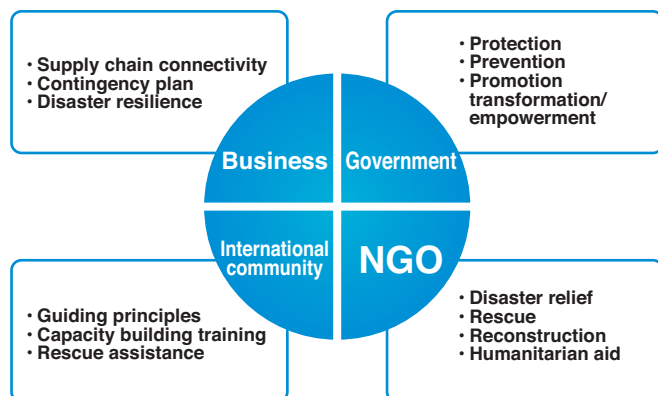 • Supply chain connectivity
• Contingency plan
• Disaster resilience
• Protection
• Prevention
• Promotion
transformation/
empowerment
Business
Government
International
community
NGO
• Guiding principles
• Capacity building training
• Rescue assistance
• Disaster relief
• Rescue
• Reconstruction
• Humanitarian aid